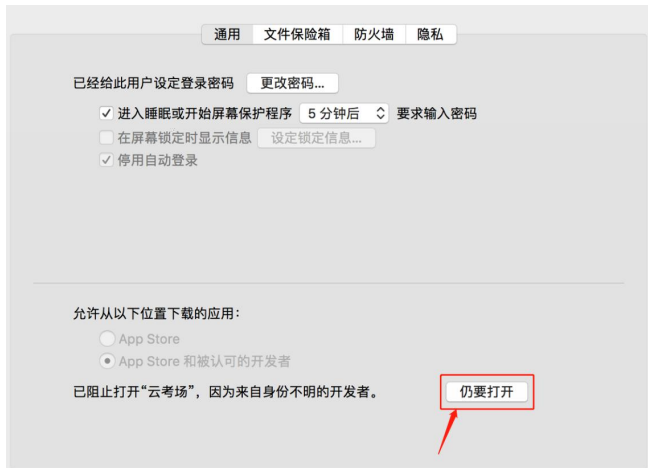 通用 文件保险箱 防火墙 隐私
已经给此用户设定登录密码 更改密码...
进入睡眠或开始屏幕保护程序 5 分钟后 要求输入密码
在屏幕锁定时显示信息 设定锁定信息...
停用自动登录
允许从以下位置下载的应用：
App Store
App Store 和被认可的开发者
已阻止打开“云考场”，因为来自身份不明的开发者。 仍要打开